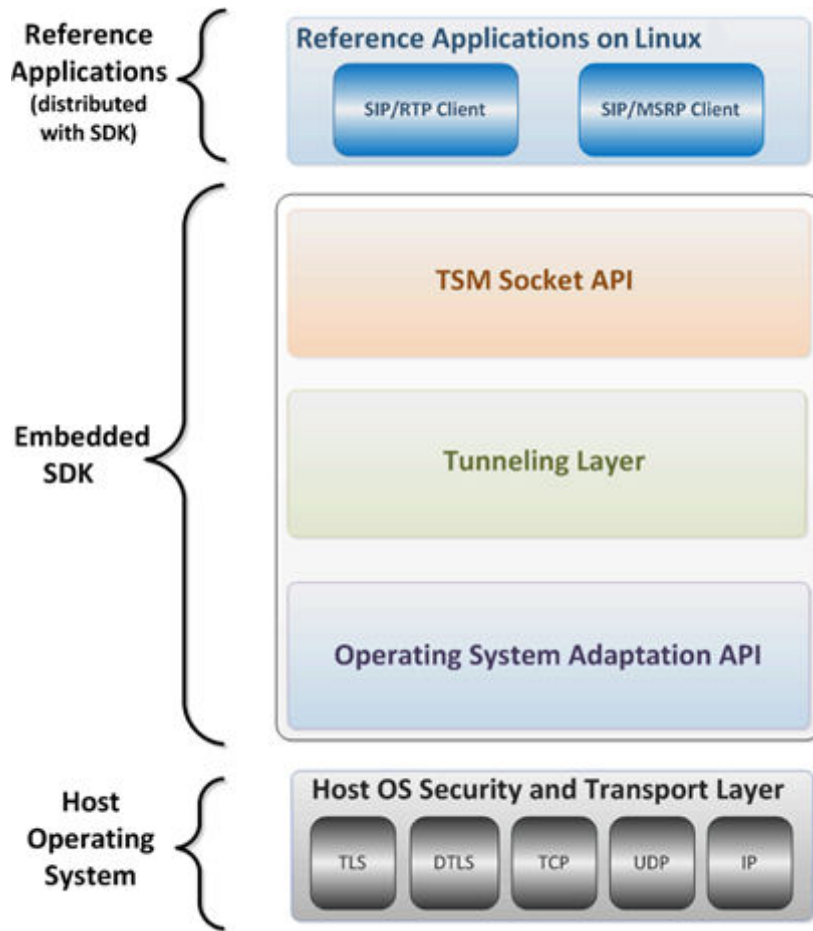 Reference
Applications
(distributed
with SDK)
Reference Applications on Linux
SIP/RTP Client
SIP/MSRP Client
Embedded
SDK
TSM Socket API
Tunneling Layer
Operating System Adaptation API
Host
Operating
System
Host OS Security and Transport Layer
TLS
DTLS
TCP
UDP
IP